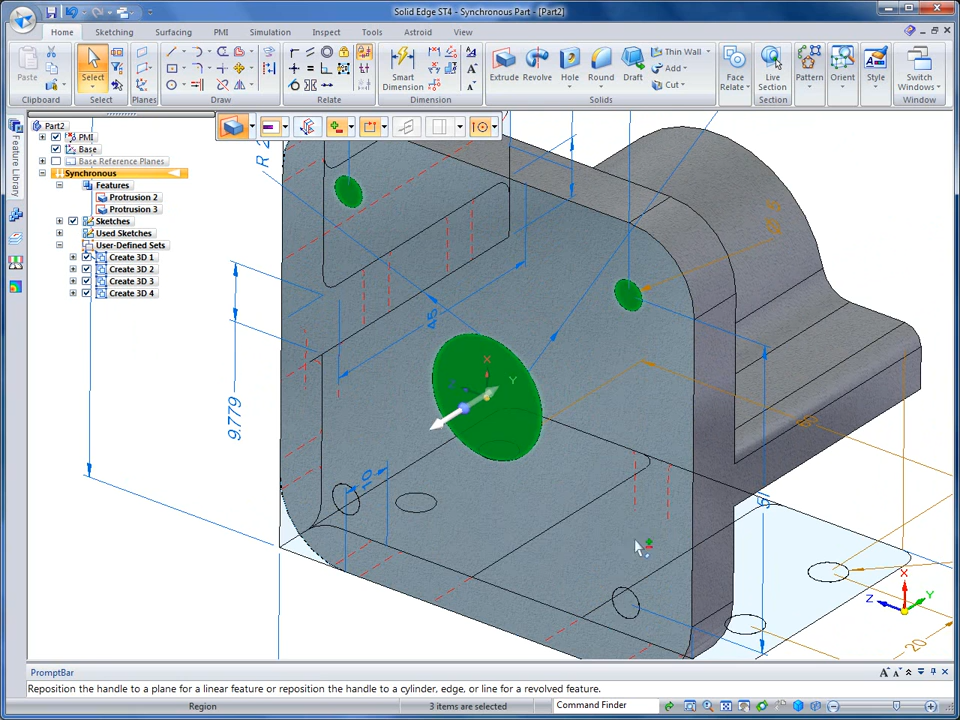 Solid Edge ST4 - Synchronous Part - [Part2]
Home Sketching Surfacing PMI Simulation Inspect Tools Astroid View
Paste Select Smart Dimension Extrude Revolve Hole Round Draft Thin Wall Add Cut Face Relate Live Section Pattern Orient Style Switch Windows
Clipboard Select Planes Draw Relate Dimension Solids Section Window
Feature Library
Part2
PMI
Base
Base Reference Planes
Synchronous
Features
Protrusion 2
Protrusion 3
Sketches
Used Sketches
User-Defined Sets
Create 3D 1
Create 3D 2
Create 3D 3
Create 3D 4
R 2
45
X
Y
9.779
10
51
X
Z
Y
20
PromptBar
Reposition the handle to a plane for a linear feature or reposition the handle to a cylinder, edge, or line for a revolved feature.
Region
3 items are selected
Command Finder